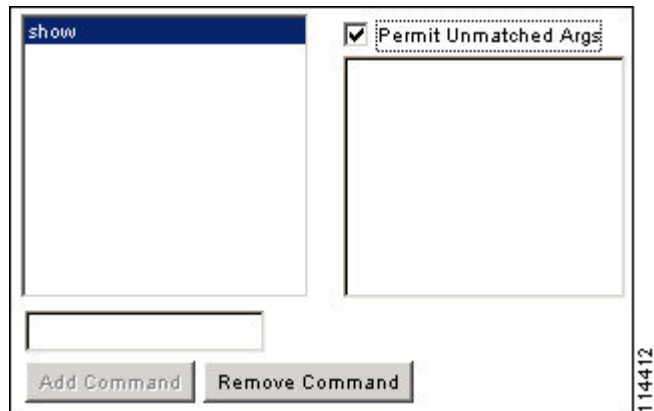 show
Permit Unmatched Args
Add Command
Remove Command
114412